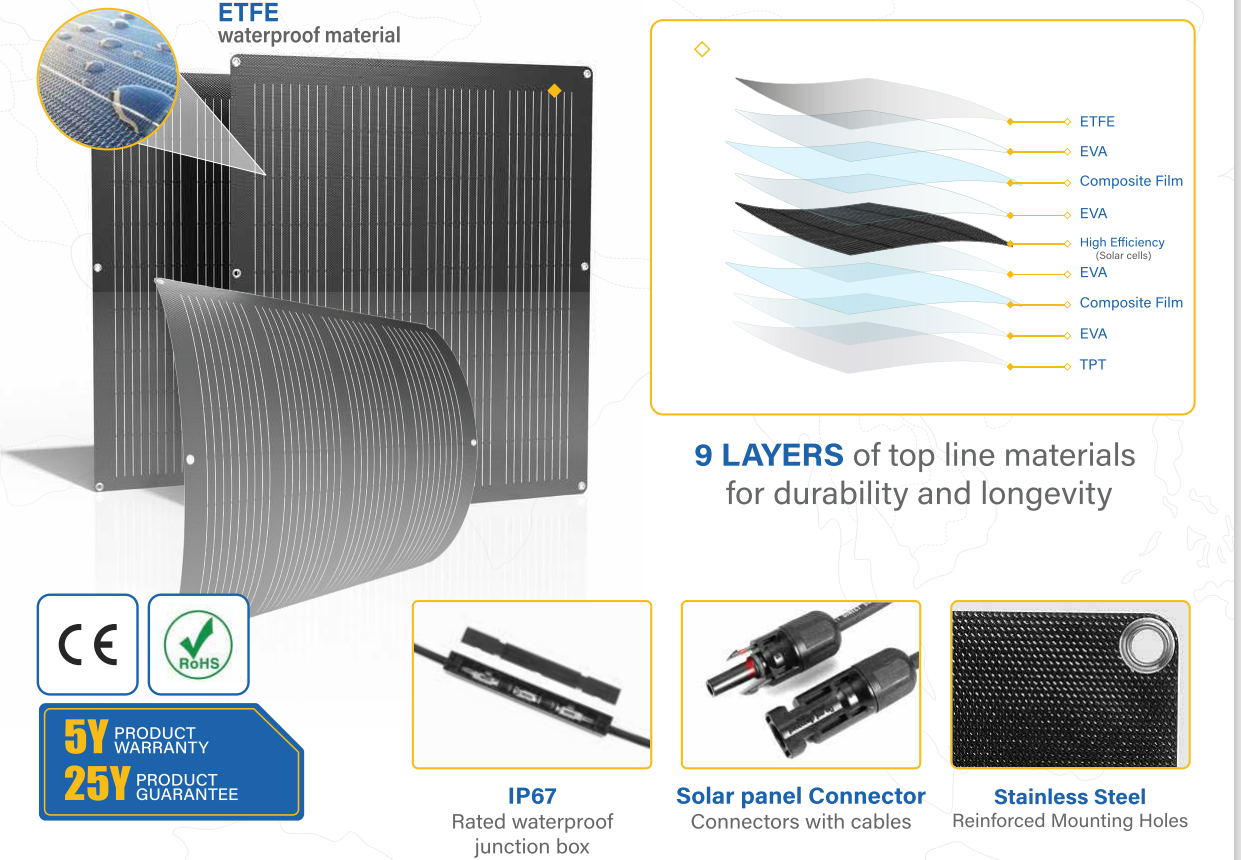 ETFE
waterproof material
ETFE
EVA
Composite Film
EVA
High Efficiency
(Solar cells)
EVA
Composite Film
EVA
TPT
9 LAYERS of top line materials
for durability and longevity
CE
RoHS
5Y PRODUCT
WARRANTY
25Y PRODUCT
GUARANTEE
IP67
Rated waterproof
junction box
Solar panel Connector
Connectors with cables
Stainless Steel
Reinforced Mounting Holes